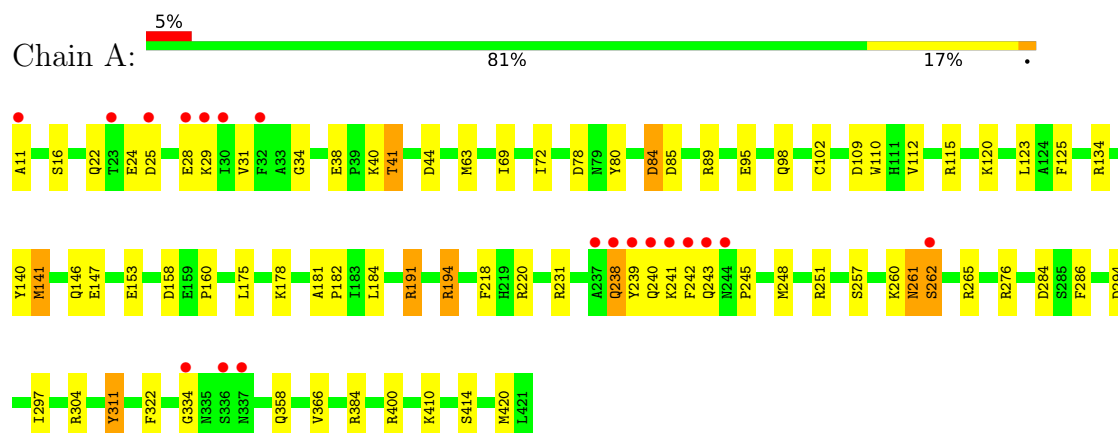 5%
Chain A:
81%
17%
•
A11 S16 Q22 T23 E24 D25 E28 K29 I30 V31 F32 A33 G34 E38 P39 K40 T41 D44 M63 I69 I72 D78 N79 Y80 D84 D85 R89 E95 Q98 C102 D109 W110 H111 V112 R115 K120 L123 A124 F125 R134
Y140 M141 Q146 E147 E153 D158 E159 P160 L175 K178 A181 P182 I183 L184 R191 R194 F218 H219 R220 R231 A237 Q238 Y239 Q240 K241 F242 Q243 N244 P245 M248 R251 S257 K260 N261 S262 R265 R276 D284 S285 F286
I297 R304 Y311 F322 G334 N335 S336 N337 Q358 V366 R384 R400 K410 S414 M420 L421